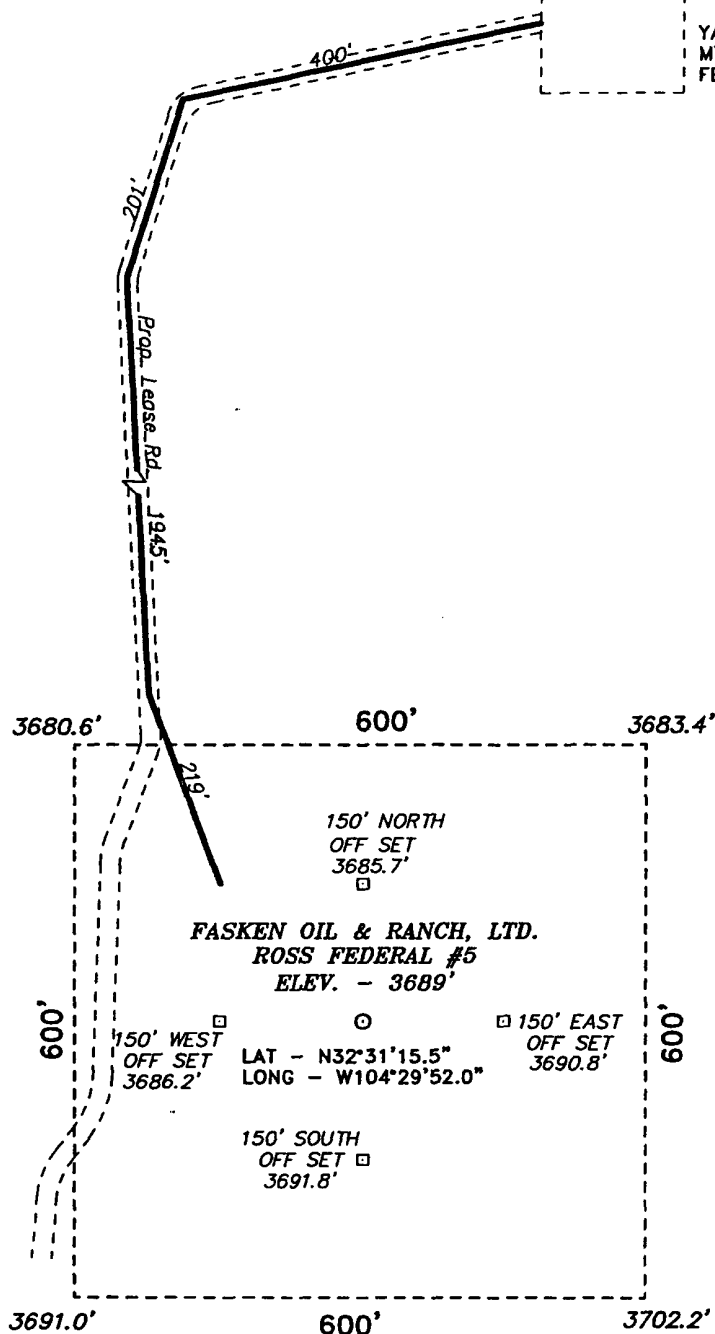 YA
M
FE
400'
201'
Prop. Lease Rd.
1945'
3680.6'
600'
3683.4'
219'
150' NORTH
OFF SET
3685.7'
FASKEN OIL & RANCH, LTD.
ROSS FEDERAL #5
ELEV. - 3689'
600'
150' WEST
OFF SET
3686.2'
150' EAST
OFF SET
3690.8'
600'
LAT - N32°31'15.5"
LONG - W104°29'52.0"
150' SOUTH
OFF SET
3691.8'
3691.0'
600'
3702.2'